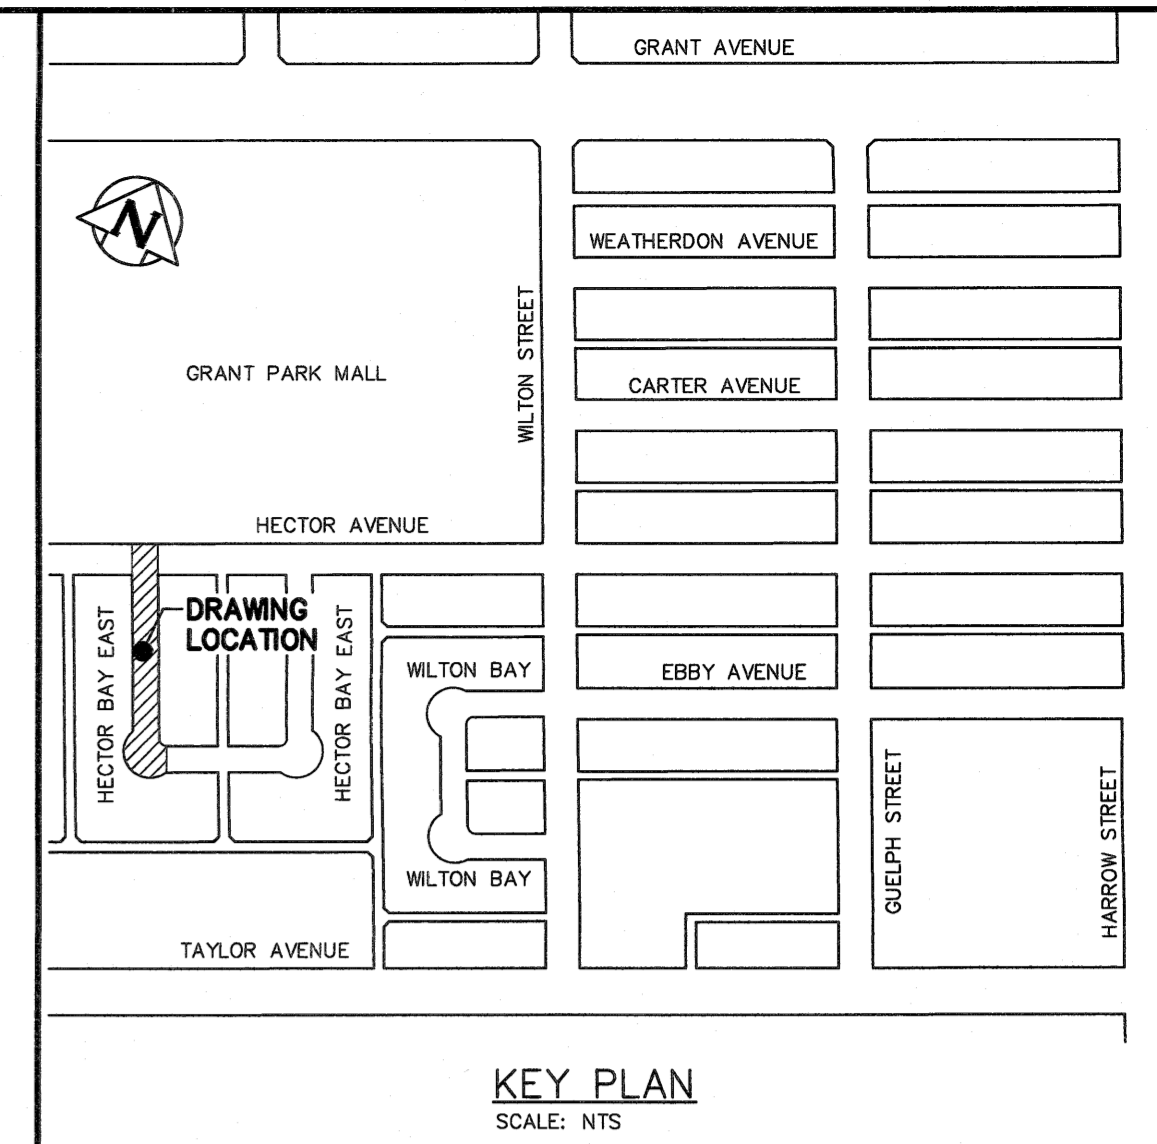 GRANT AVENUE
N
WEATHERDON AVENUE
WILTON STREET
GRANT PARK MALL
CARTER AVENUE
HECTOR AVENUE
HECTOR BAY EAST
DRAWING
LOCATION
HECTOR BAY EAST
WILTON BAY
EBBY AVENUE
GUELPH STREET
HARROW STREET
WILTON BAY
TAYLOR AVENUE
KEY PLAN
SCALE: NTS